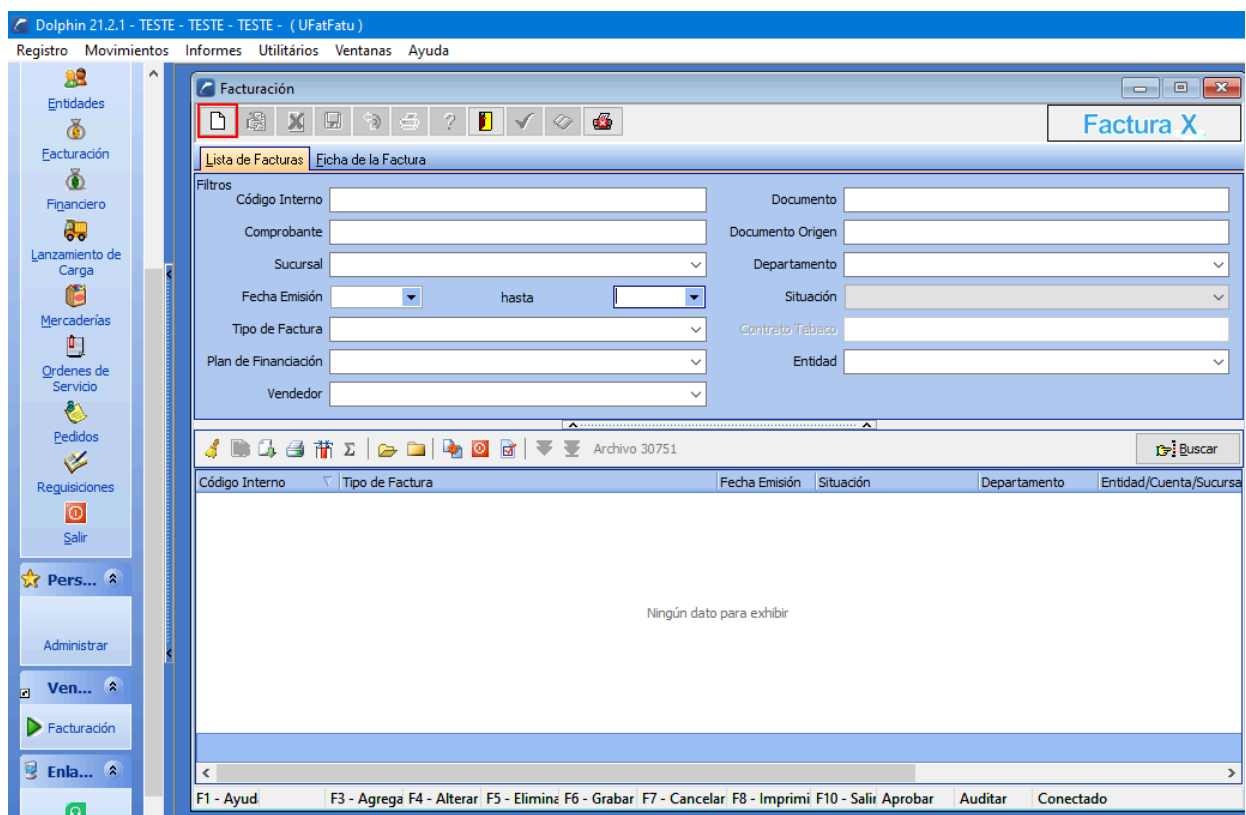 Dolphin 21.2.1 - TESTE - TESTE - TESTE - ( UFatFatu )
Registro Movimientos Informes Utilitários Ventanas Ayuda
Entidades
Facturación
Financiero
Lanzamiento de
Carga
Mercaderías
Ordenes de
Servicio
Pedidos
Requisiciones
Salir
Pers...
Administrar
Ven...
Facturación
Enla...
Facturación
Factura X
Lista de Facturas Ficha de la Factura
Filtros
Código Interno Documento
Comprobante Documento Origen
Sucursal Departamento
Fecha Emisión hasta Situación
Tipo de Factura Contrato Tabaco
Plan de Financiación Entidad
Vendedor
Σ Archivo 30751 Buscar
Código Interno Tipo de Factura Fecha Emisión Situación Departamento Entidad/Cuenta/Sucursa
Ningún dato para exhibir
F1 - Ayud F3 - Agrega F4 - Alterar F5 - Elimina F6 - Grabar F7 - Cancelar F8 - Imprimi F10 - Salir Aprobar Auditar Conectado